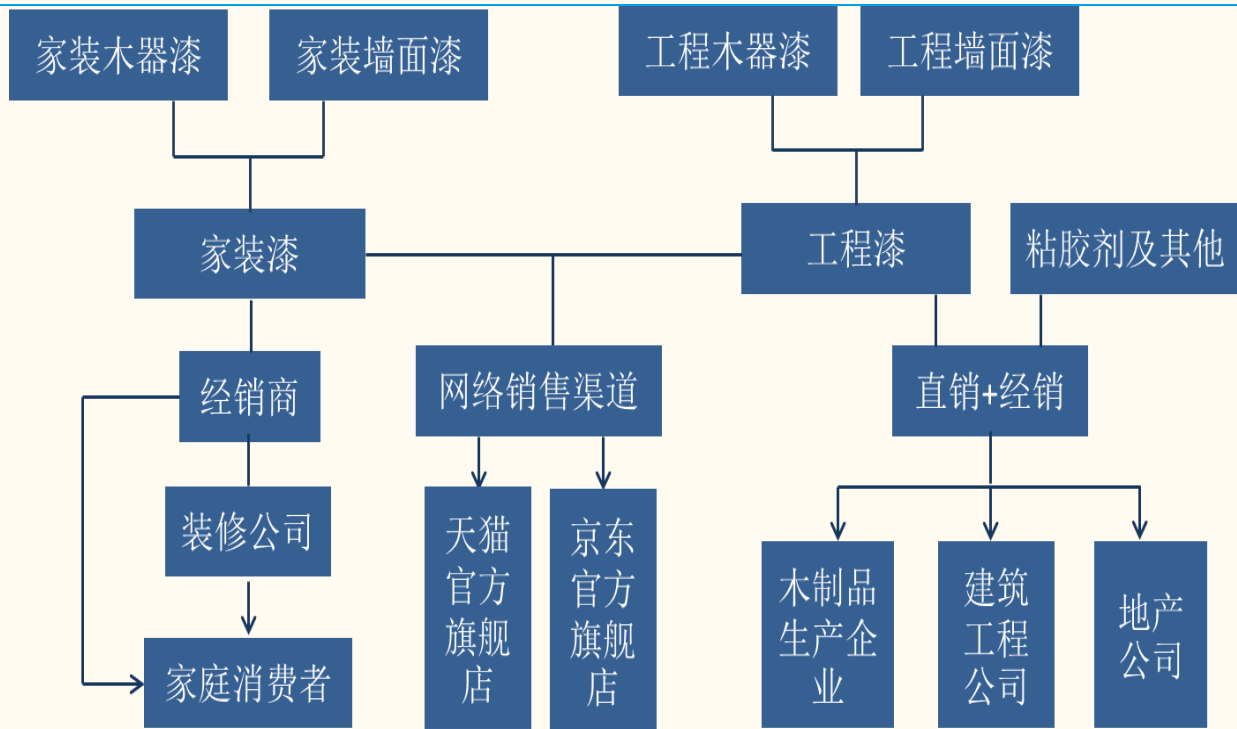 家装木器漆
家装墙面漆
工程木器漆
工程墙面漆
家装漆
工程漆
粘胶剂及其他
经销商
网络销售渠道
直销+经销
装修公司
家庭消费者
天猫
官方
旗舰
店
京东
官方
旗舰
店
木制品
生产企
业
建筑
工程
公司
地产
公司